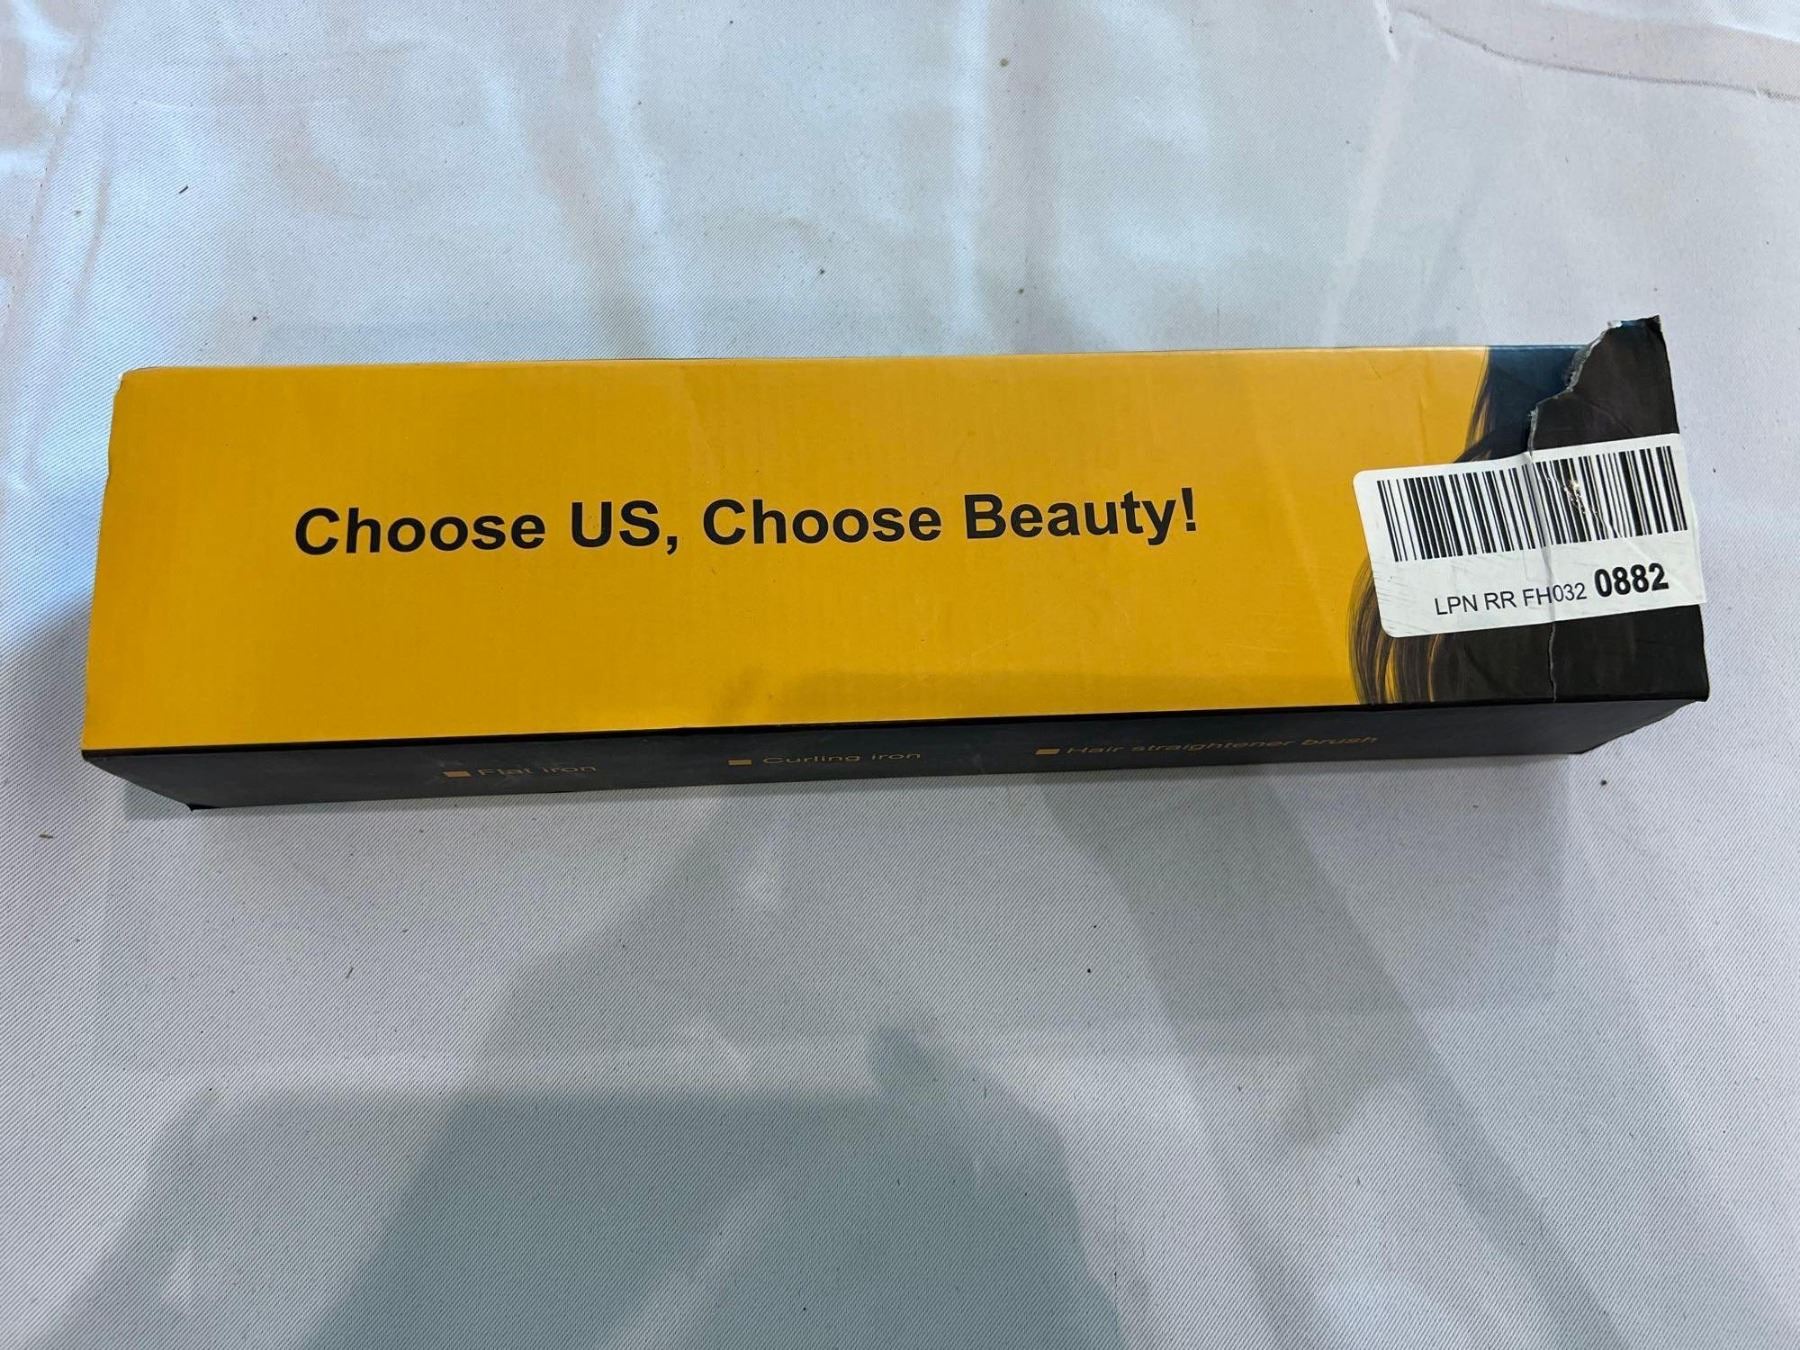 Choose US, Choose Beauty!
LPN RR FH032 0882
Flat iron
Curling iron
Hair straightener brush